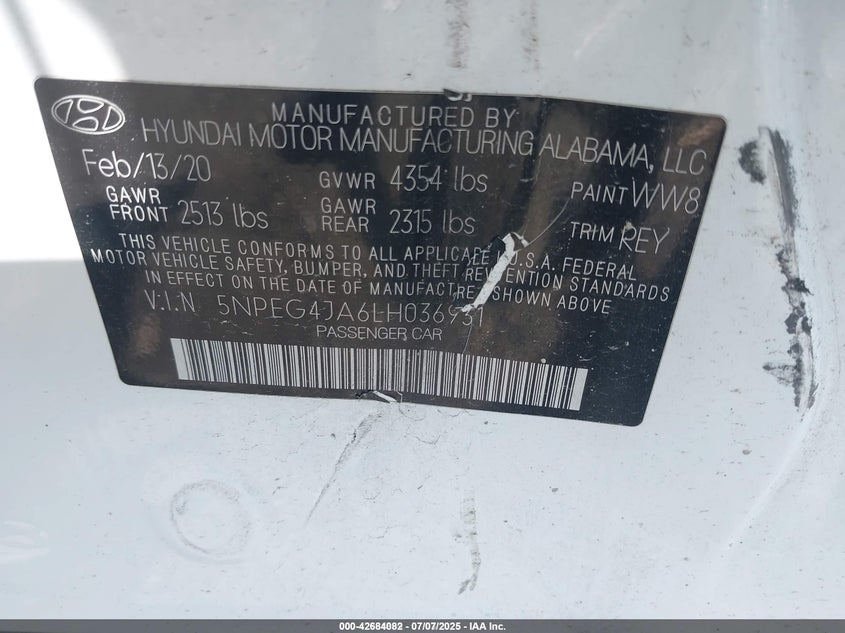 MANUFACTURED BY
HYUNDAI MOTOR MANUFACTURING ALABAMA, LLC
Feb/13/20 GVWR 4354 lbs PAINT WW8
GAWR FRONT 2513 lbs GAWR REAR 2315 lbs TRIM REY
THIS VEHICLE CONFORMS TO ALL APPLICABLE U.S.A. FEDERAL
MOTOR VEHICLE SAFETY, BUMPER, AND THEFT PREVENTION STANDARDS
IN EFFECT ON THE DATE OF MANUFACTURE SHOWN ABOVE
V.I.N 5NPEG4JA6LH036931
PASSENGER CAR
000-42684082 - 07/07/2025 - IAA Inc.